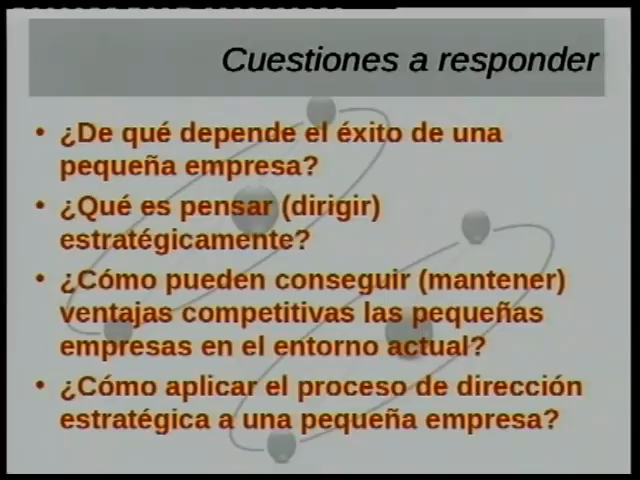 Cuestiones a responder
• ¿De qué depende el éxito de una
pequeña empresa?
• ¿Qué es pensar (dirigir)
estratégicamente?
• ¿Cómo pueden conseguir (mantener)
ventajas competitivas las pequeñas
empresas en el entorno actual?
• ¿Cómo aplicar el proceso de dirección
estratégica a una pequeña empresa?